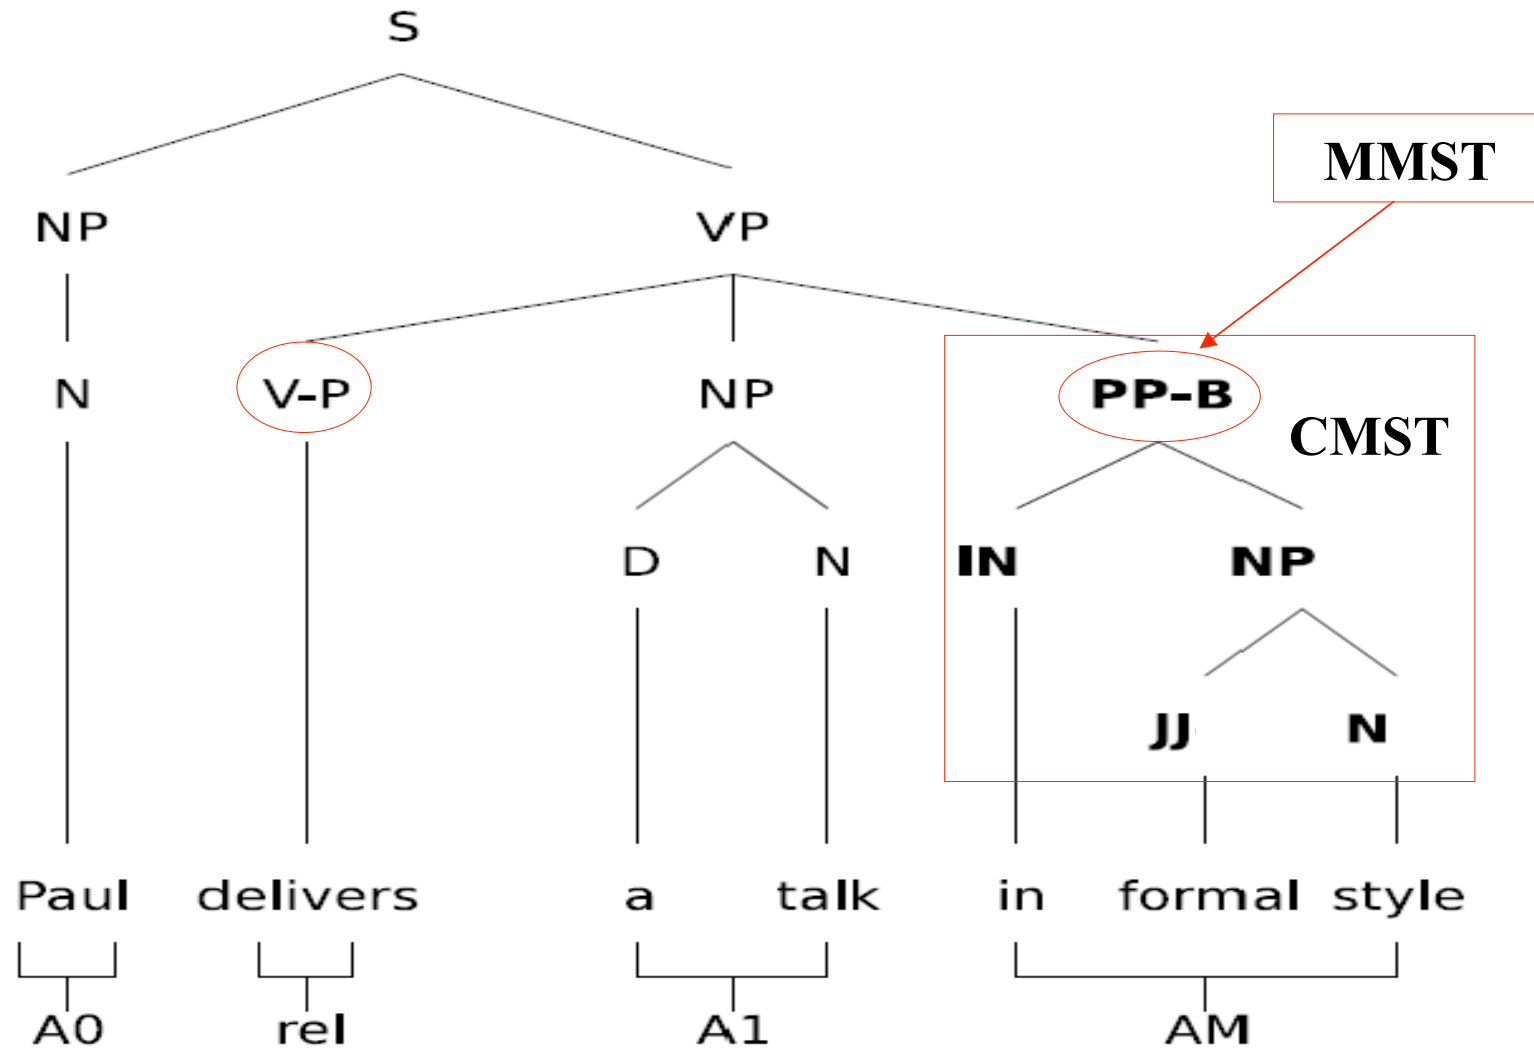 S
MMST
NP VP
N V-P NP PP-B
CMST
D N IN NP
JJ N
Paul delivers a talk in formal style
A0 rel A1 AM